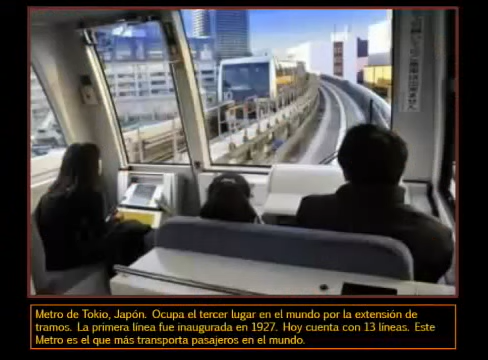 Metro de Tokio, Japón. Ocupa el tercer lugar en el mundo por la extensión de
tramos. La primera línea fue inaugurada en 1927. Hoy cuenta con 13 líneas. Este
Metro es el que más transporta pasajeros en el mundo.